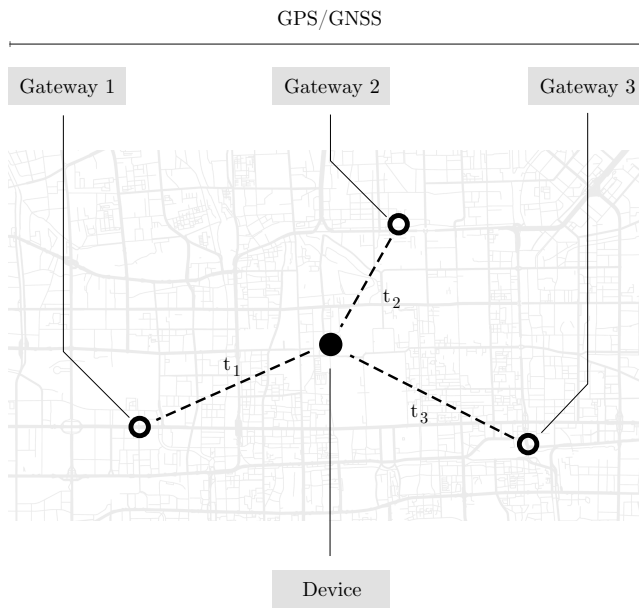 GPS/GNSS
Gateway 1
Gateway 2
Gateway 3
t2
t1
t3
Device